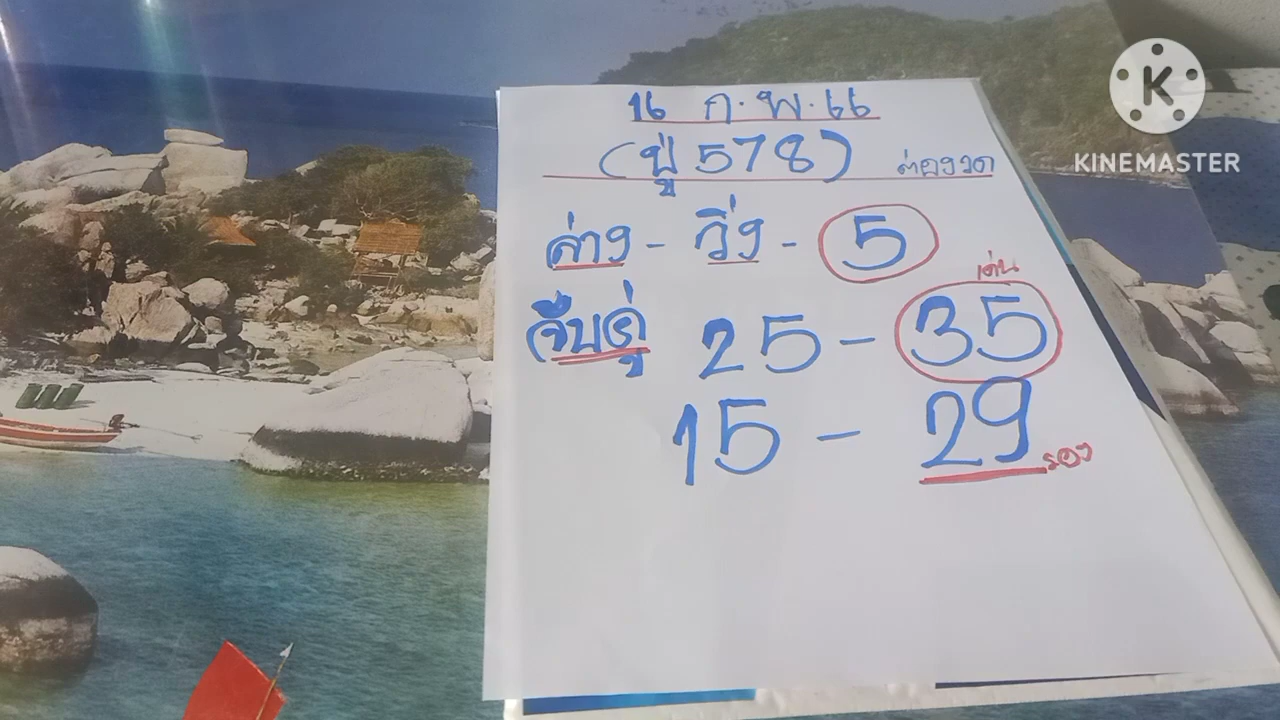 16 ก.พ.66
(ปู่ 578) ต่องวด
ล่าง - วิ่ง - 5
เด่น
จับคู่ 25 - 35
15 - 29 รอง
KINEMASTER